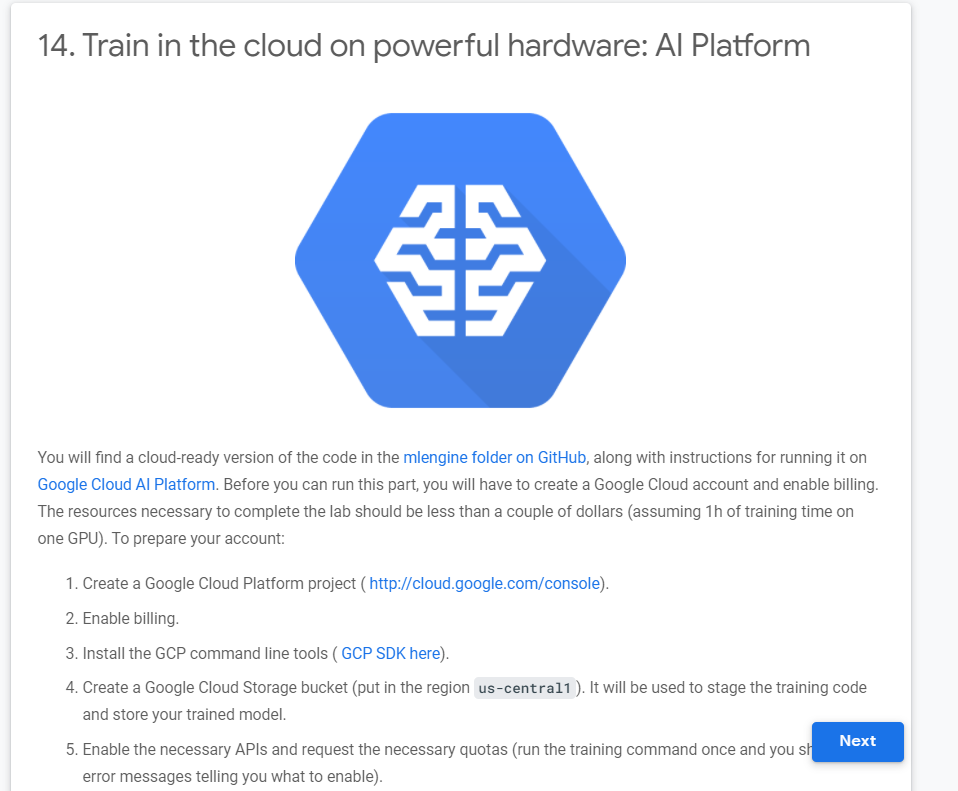 14. Train in the cloud on powerful hardware: AI Platform
You will find a cloud-ready version of the code in the mlengine folder on GitHub, along with instructions for running it on
Google Cloud AI Platform. Before you can run this part, you will have to create a Google Cloud account and enable billing.
The resources necessary to complete the lab should be less than a couple of dollars (assuming 1h of training time on
one GPU). To prepare your account:
1. Create a Google Cloud Platform project ( http://cloud.google.com/console).
2. Enable billing.
3. Install the GCP command line tools ( GCP SDK here).
4. Create a Google Cloud Storage bucket (put in the region us-central1). It will be used to stage the training code
and store your trained model.
5. Enable the necessary APIs and request the necessary quotas (run the training command once and you
error messages telling you what to enable).
Next